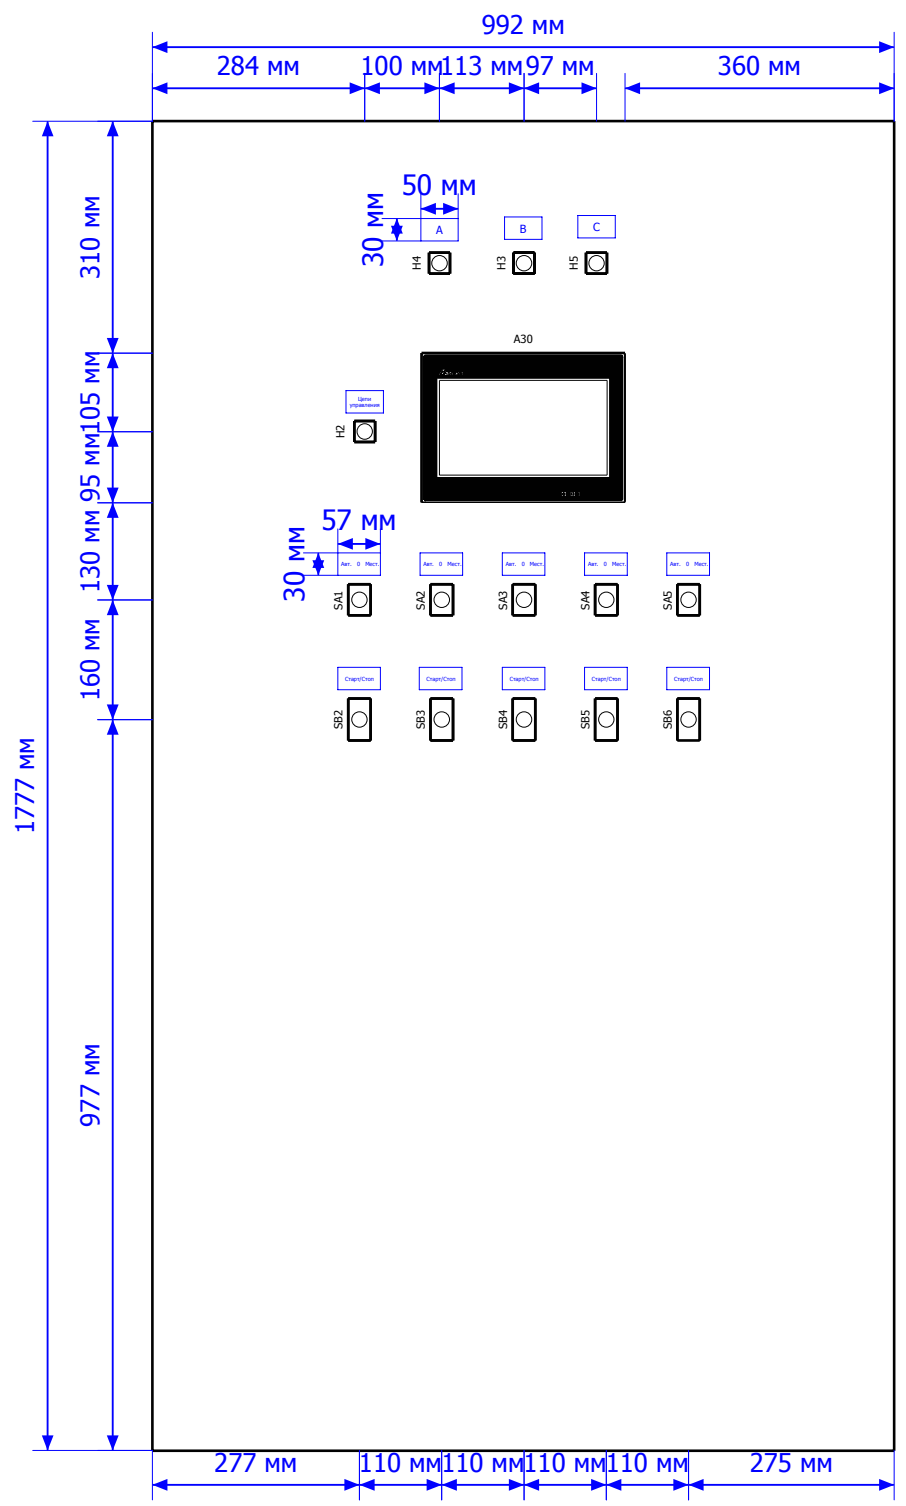 992 мм
284 мм 100 мм 113 мм 97 мм 360 мм
50 мм
30 мм
310 мм
A B C
H4 H3 H5
A30
105 мм
Цепи
управления
H2
95 мм
57 мм
30 мм
130 мм
Авт. 0 Мест. Авт. 0 Мест. Авт. 0 Мест. Авт. 0 Мест. Авт. 0 Мест.
SA1 SA2 SA3 SA4 SA5
160 мм
Старт/Стоп Старт/Стоп Старт/Стоп Старт/Стоп Старт/Стоп
SB2 SB3 SB4 SB5 SB6
1777 мм
977 мм
277 мм 110 мм 110 мм 110 мм 110 мм 275 мм